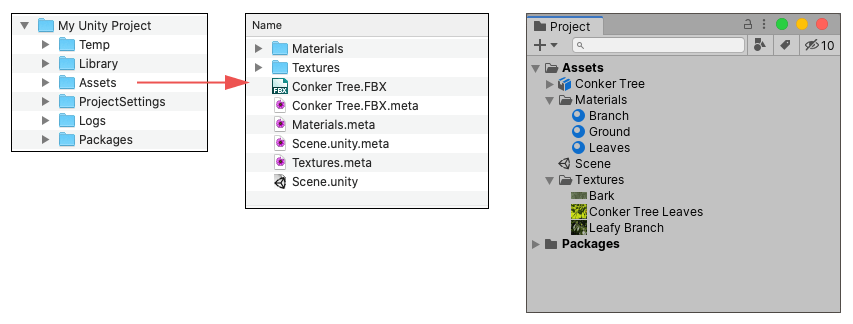 My Unity Project
Temp
Library
Assets
ProjectSettings
Logs
Packages
Name
Materials
Textures
FBX Conker Tree.FBX
Conker Tree.FBX.meta
Materials.meta
Scene.unity.meta
Textures.meta
Scene.unity
Project
10
Assets
Conker Tree
Materials
Branch
Ground
Leaves
Scene
Textures
Bark
Conker Tree Leaves
Leafy Branch
Packages